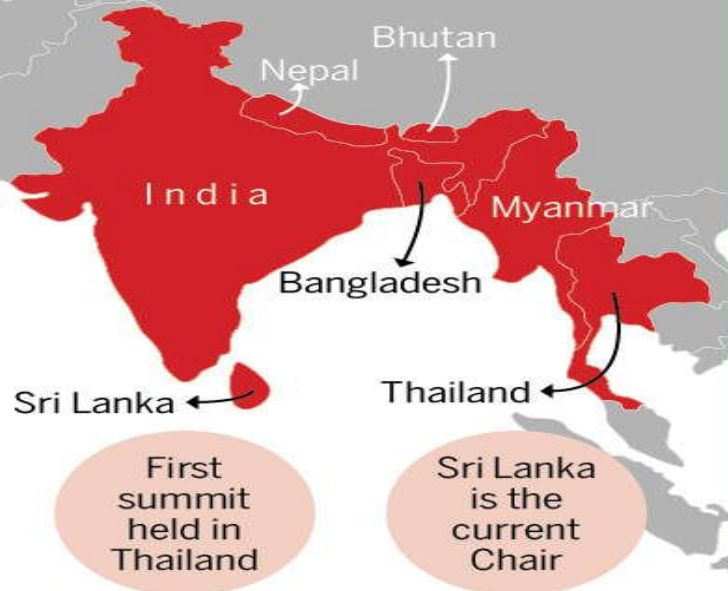 Bhutan
Nepal
India
Myanmar
Bangladesh
Thailand
Sri Lanka
First
summit
held in
Thailand
Sri Lanka
is the
current
Chair